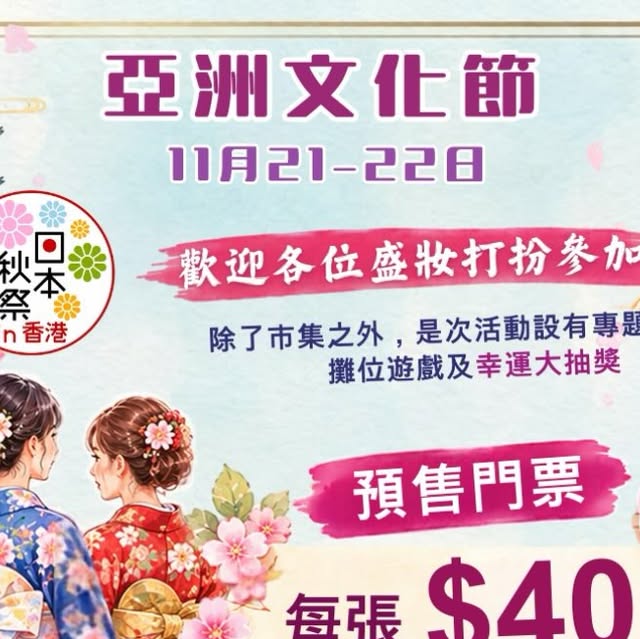 亞洲文化節
11月21-22日
日本
秋祭
in 香港
歡迎各位盛妝打扮參加
除了市集之外，是次活動設有專題
攤位遊戲及幸運大抽獎
預售門票
每張 $40